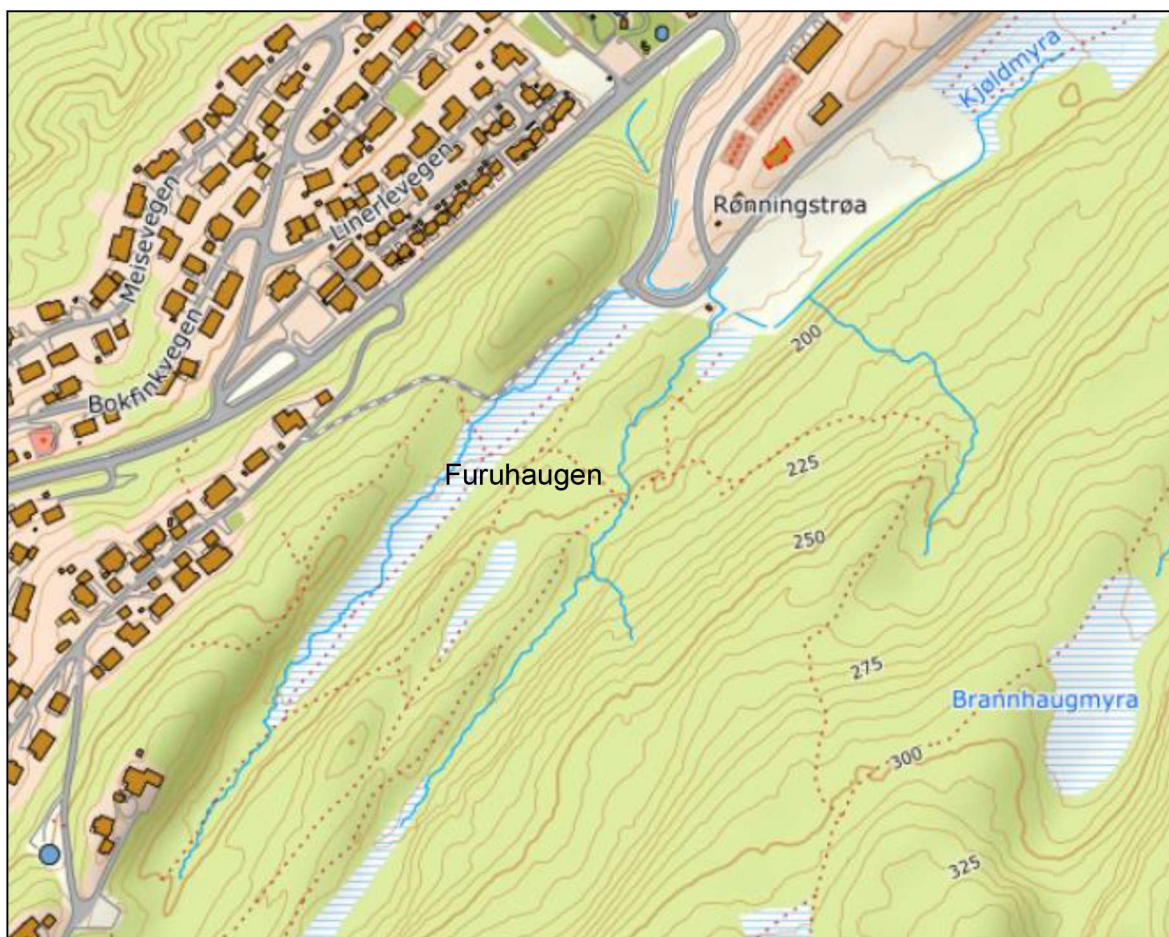 Kjøldmyra
Rønningstrøa
Linerlevegen
Meisevegen
Bokfinkvegen
200
Furuhaugen
225
250
275
Brannhaugmyra
300
325